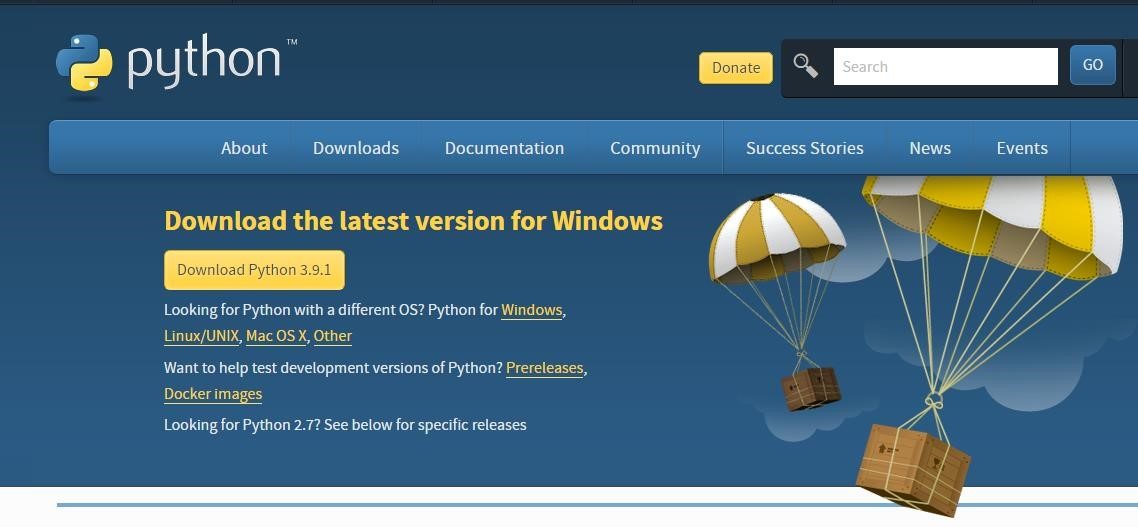 python™
Donate
Search
GO
About
Downloads
Documentation
Community
Success Stories
News
Events
Download the latest version for Windows
Download Python 3.9.1
Looking for Python with a different OS? Python for Windows,
Linux/UNIX, Mac OS X, Other
Want to help test development versions of Python? Prereleases,
Docker images
Looking for Python 2.7? See below for specific releases